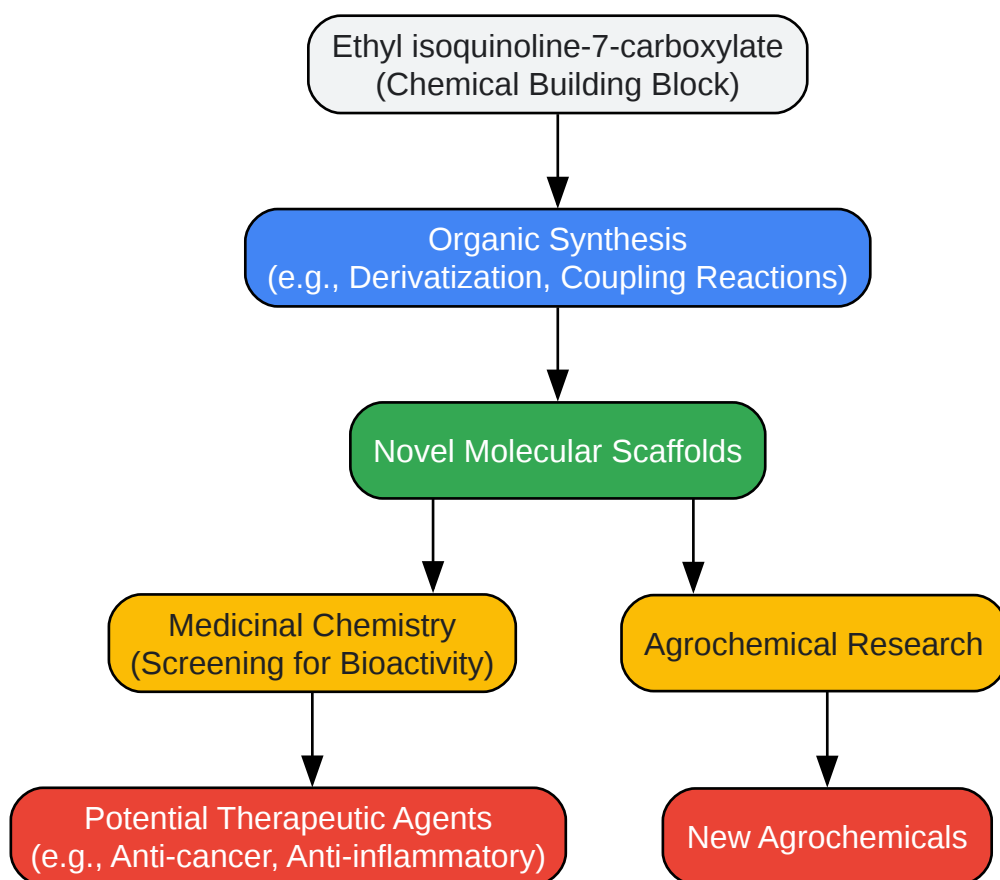 Ethyl isoquinoline-7-carboxylate
(Chemical Building Block)
Organic Synthesis
(e.g., Derivatization, Coupling Reactions)
Novel Molecular Scaffolds
Medicinal Chemistry
(Screening for Bioactivity)
Agrochemical Research
Potential Therapeutic Agents
(e.g., Anti-cancer, Anti-inflammatory)
New Agrochemicals